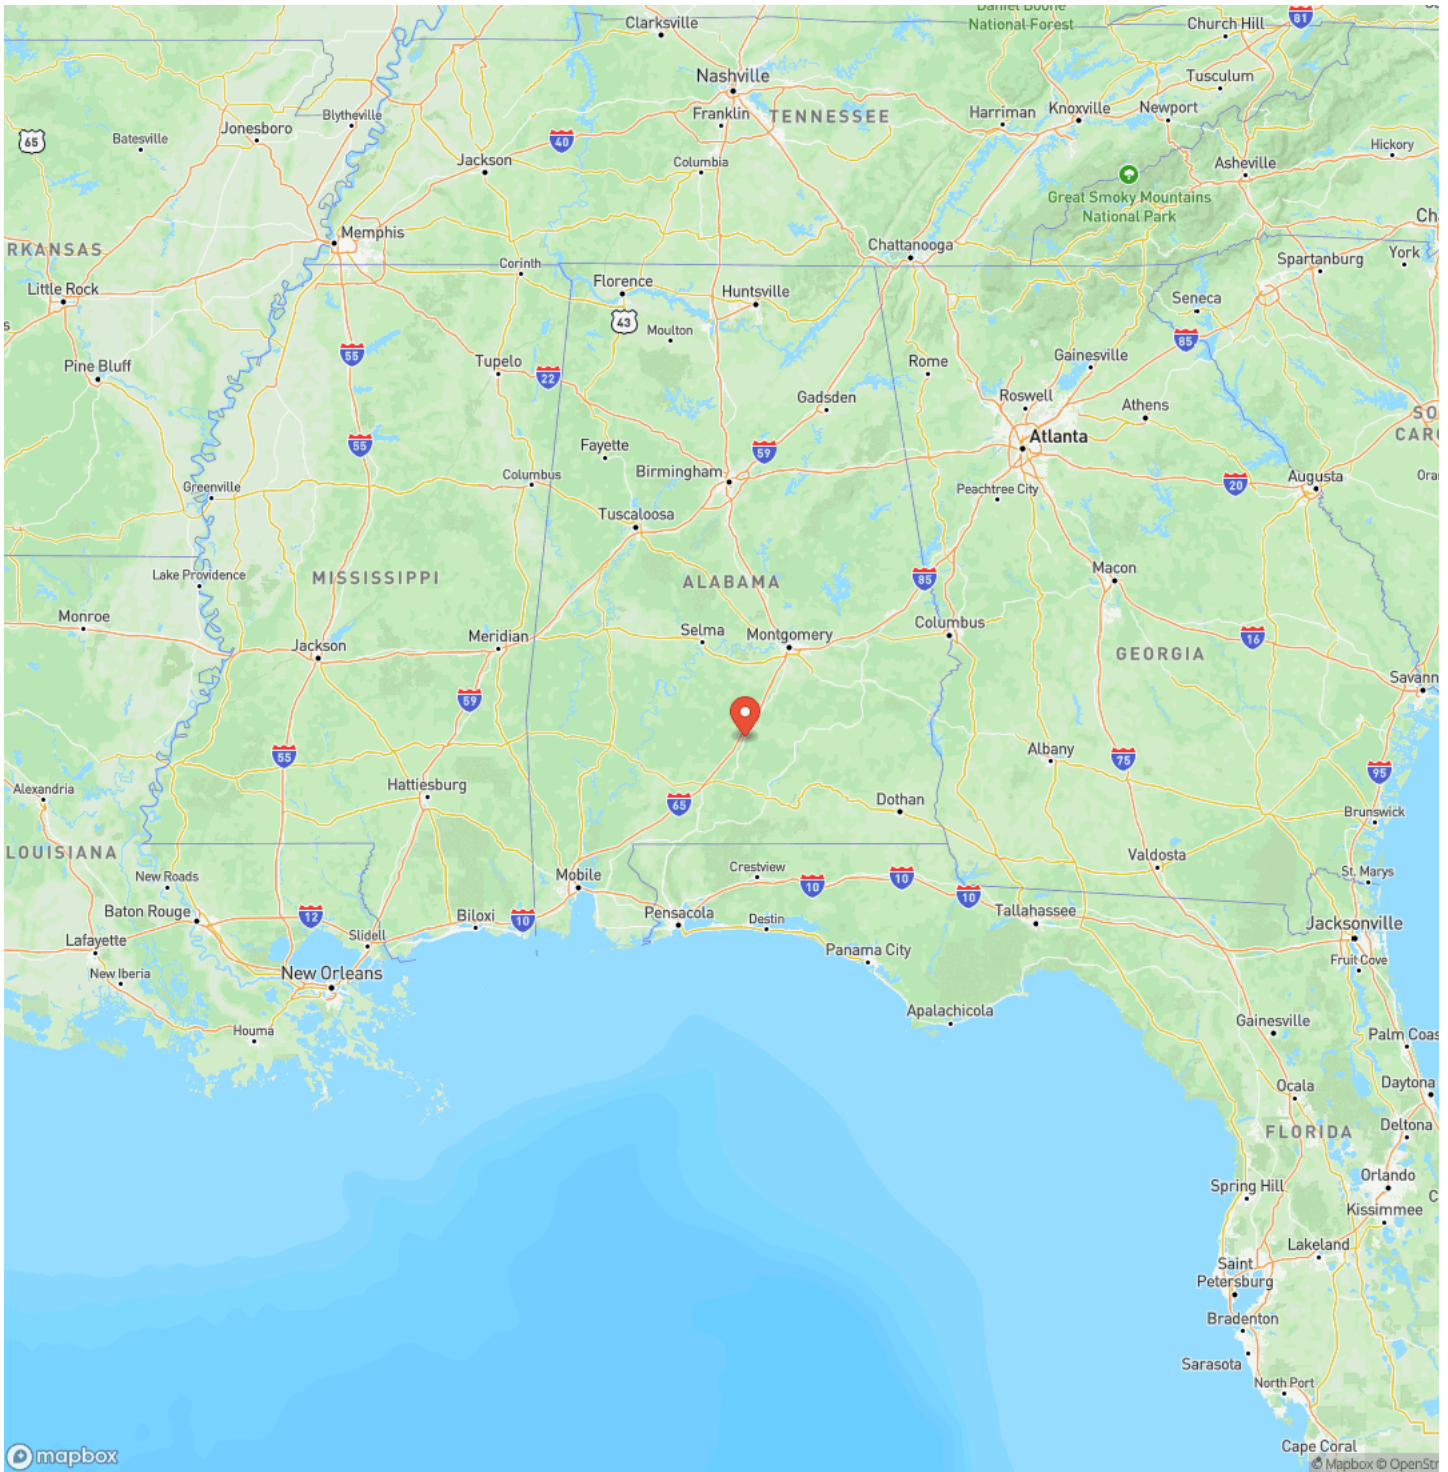 Daniel Boone
National Forest
Clarksville
Church Hill
81
Nashville
Tusculum
Franklin
TENNESSEE
Harriman
Knoxville
Newport
65
Batesville
Jonesboro
Blytheville
40
Jackson
Columbia
Asheville
Hickory
Great Smoky Mountains
National Park
Memphis
Chattanooga
Ch
RKANSAS
Corinth
Spartanburg
York
Little Rock
Florence
Huntsville
Seneca
s
43
Moulton
85
Pine Bluff
55
Tupelo
22
Rome
Gainesville
Gadsden
Roswell
Athens
SO
CAR
55
Fayette
59
Atlanta
Greenville
Columbus
Birmingham
Peachtree City
20
Augusta
Ora
Tuscaloosa
Lake Providence
MISSISSIPPI
ALABAMA
85
Macon
Monroe
Jackson
Meridian
Selma
Montgomery
Columbus
16
GEORGIA
Savann
59
55
Albany
75
95
Alexandria
Hattiesburg
65
Dothan
Brunswick
LOUISIANA
New Roads
Mobile
Crestview
10
10
10
Valdosta
St. Marys
Baton Rouge
12
Biloxi
10
Pensacola
Destin
Tallahassee
Jacksonville
Lafayette
Slidell
Panama City
Fruit Cove
New Iberia
New Orleans
Houma
Apalachicola
Gainesville
Palm Coas
Ocala
Daytona
FLORIDA
Deltona
Spring Hill
Orlando
C
Kissimmee
Lakeland
Saint
Petersburg
Bradenton
Sarasota
North Port
Cape Coral
mapbox
© Mapbox © OpenStr